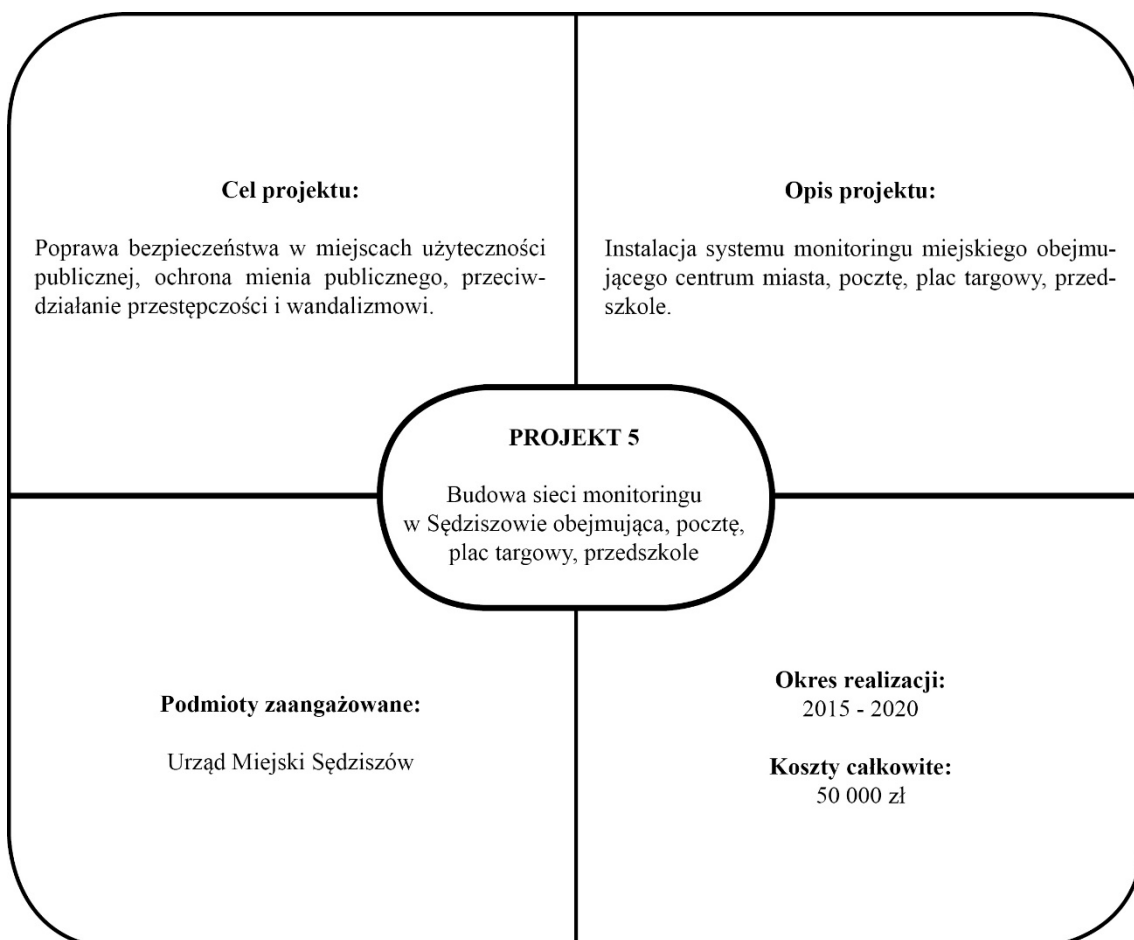 Cel projektu:
Poprawa bezpieczeństwa w miejscach użyteczności
publicznej, ochrona mienia publicznego, przeciw-
działanie przestępczości i wandalizmowi.
Opis projektu:
Instalacja systemu monitoringu miejskiego obejmu-
jącego centrum miasta, pocztę, plac targowy, przed-
szkole.
PROJEKT 5
Budowa sieci monitoringu
w Sędziszowie obejmująca, pocztę,
plac targowy, przedszkole
Podmioty zaangażowane:
Urząd Miejski Sędziszów
Okres realizacji:
2015 - 2020
Koszty całkowite:
50 000 zł